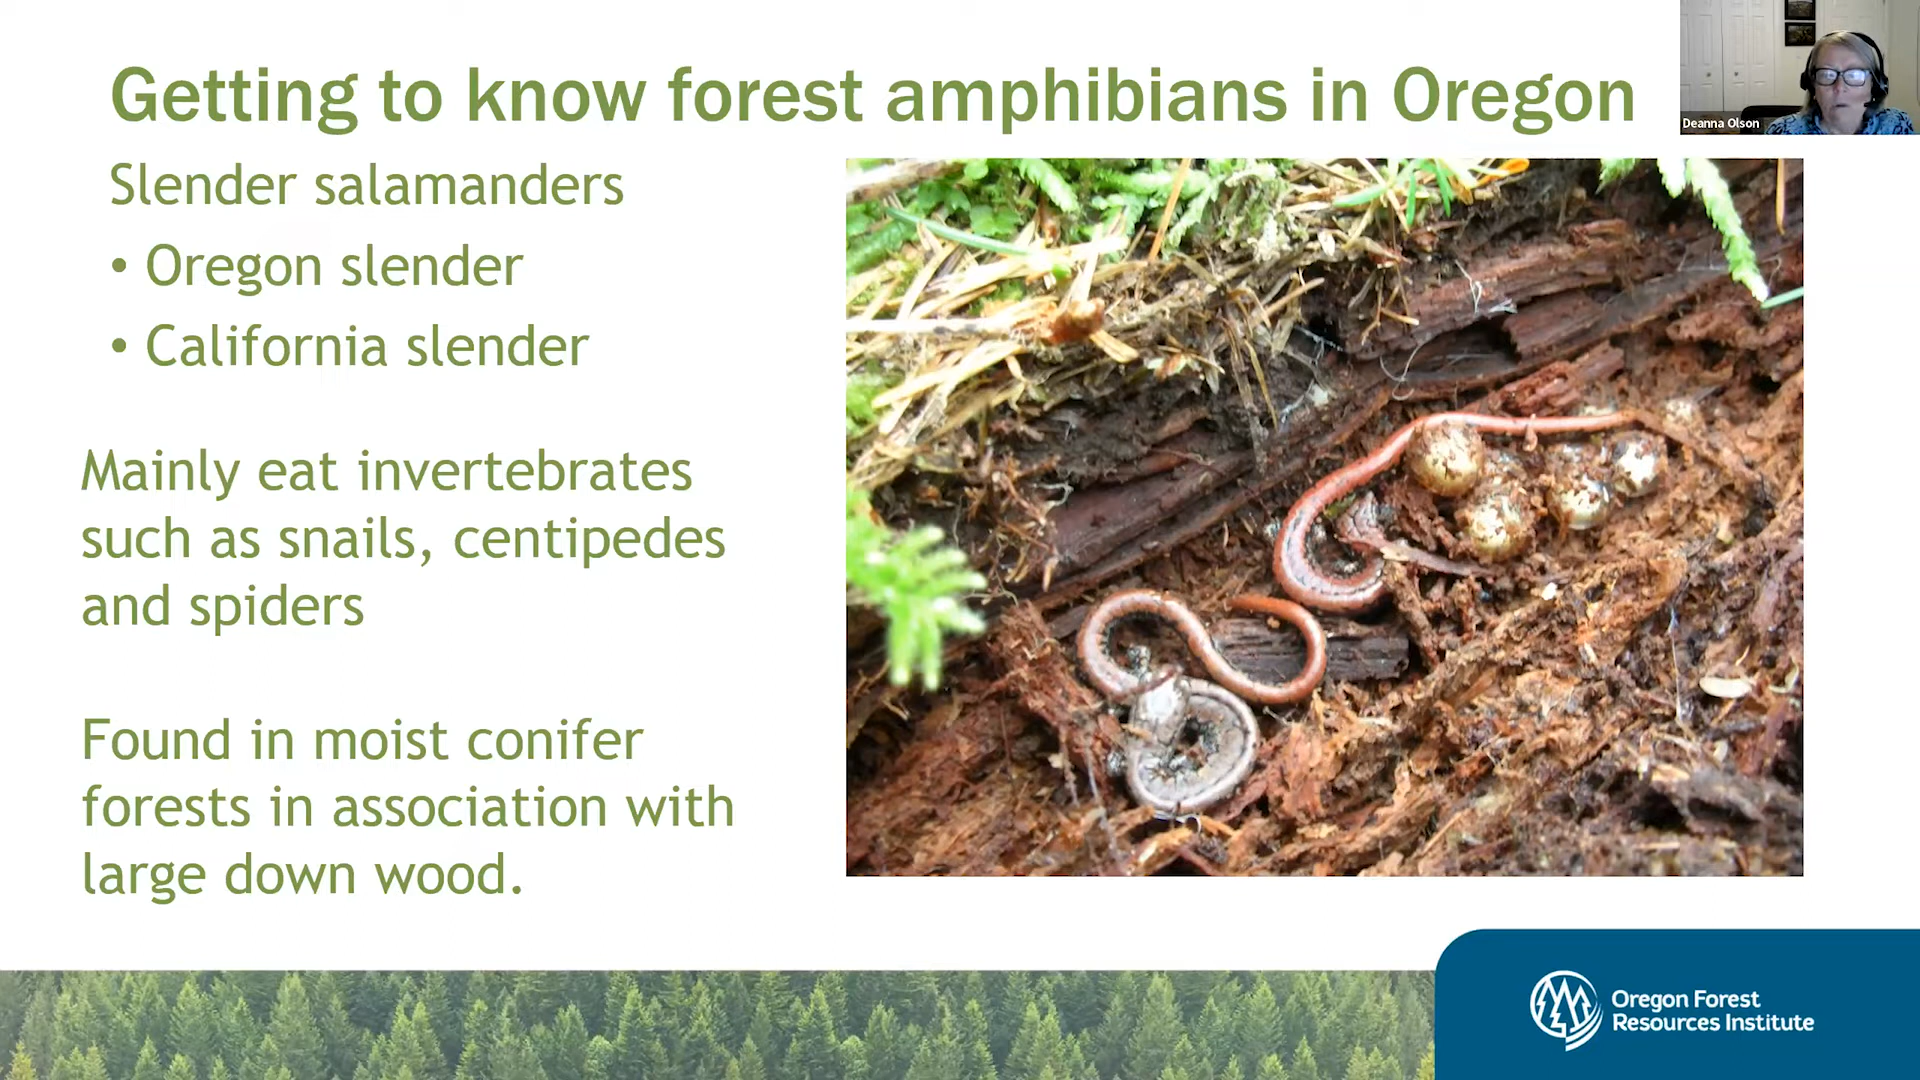 Getting to know forest amphibians in Oregon
Deanna Olson
Slender salamanders
• Oregon slender
• California slender
Mainly eat invertebrates
such as snails, centipedes
and spiders
Found in moist conifer
forests in association with
large down wood.
Oregon Forest
Resources Institute